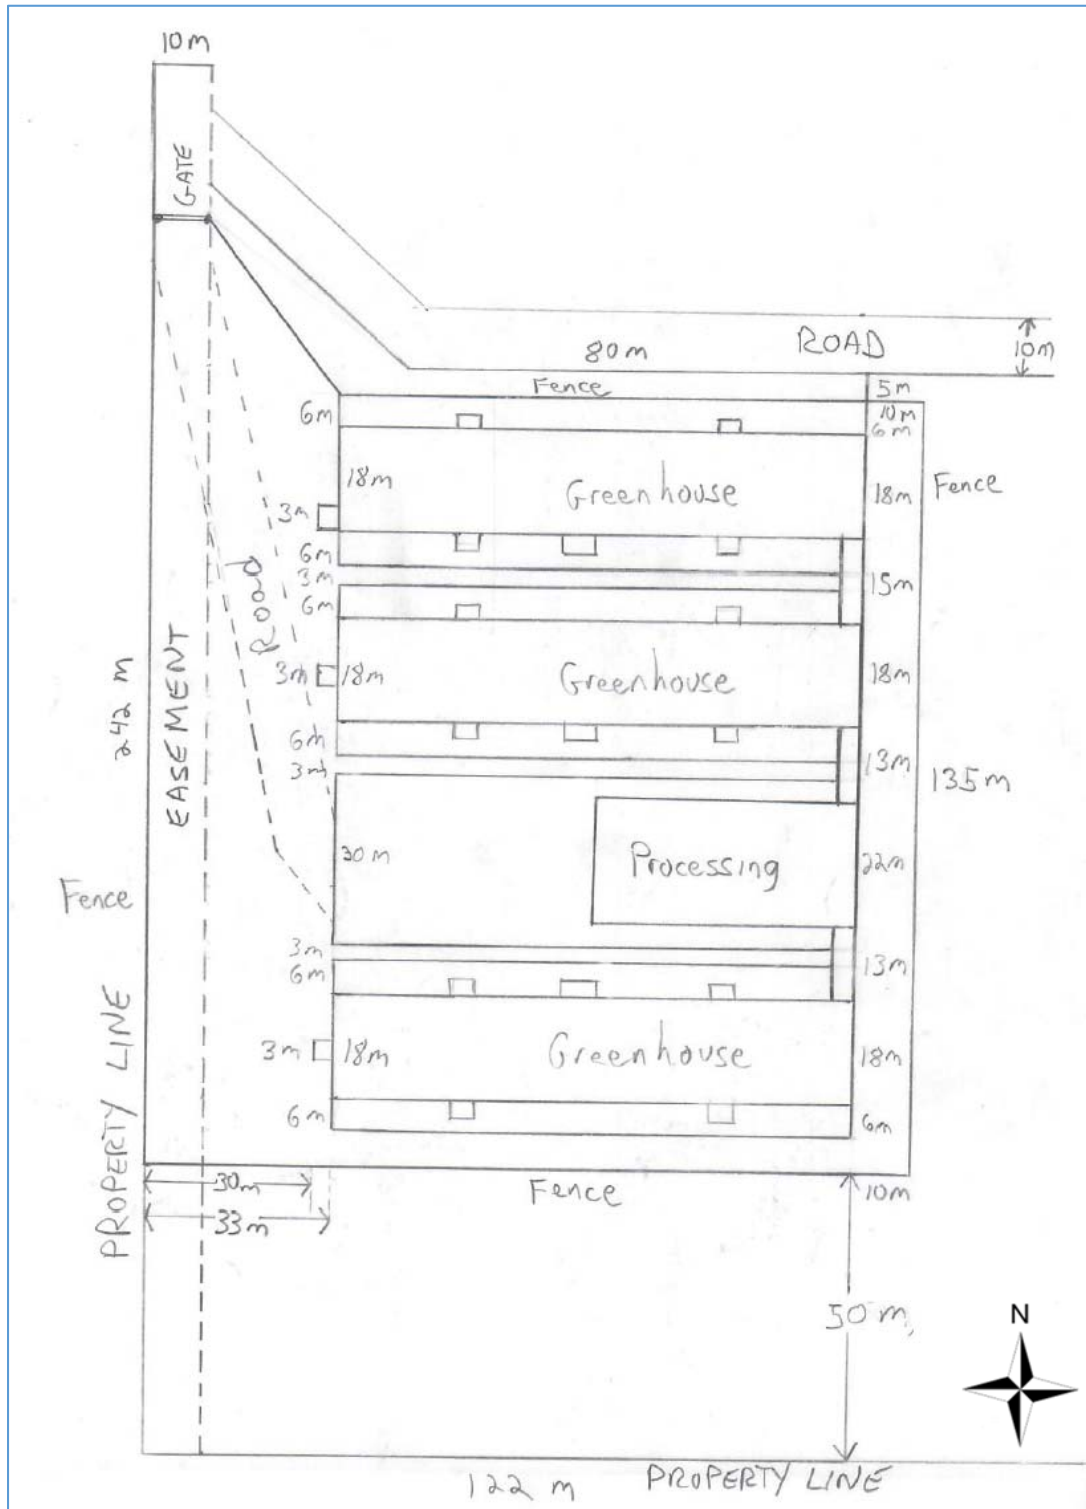 10m
GATE
80m
ROAD
10m
Fence
5m
6m
10m
6m
18m
Greenhouse
18m
Fence
3m
6m
3m
15m
6m
Road
EASEMENT
3m
18m
Greenhouse
18m
242 m
6m
13m
135m
3m
30m
Processing
22m
Fence
3m
13m
6m
PROPERTY LINE
3m
18m
Greenhouse
18m
6m
6m
30m
Fence
10m
33m
50m
N
122 m
PROPERTY LINE